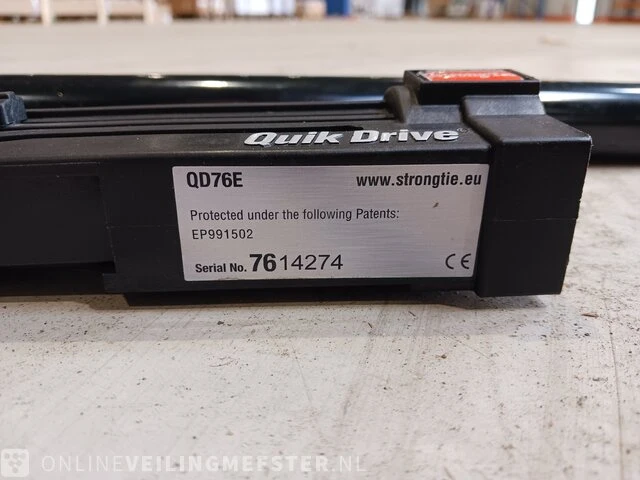 Quik Drive®
QD76E www.strongtie.eu
Protected under the following Patents:
EP991502
Serial No. 7614274 CE
ONLINEVEILINGMEESTER.NL